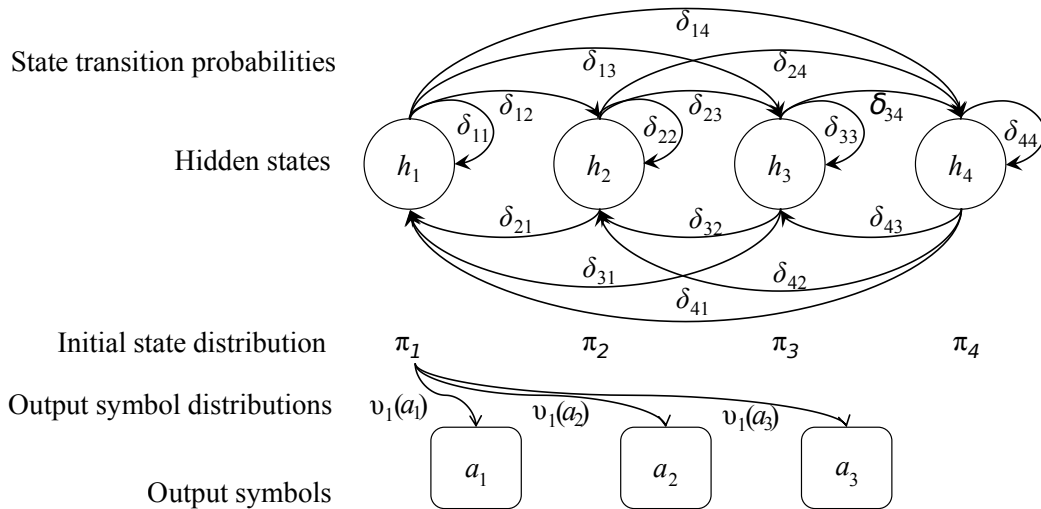 δ₁₄
State transition probabilities
δ₁₃ δ₂₄
δ₁₂ δ₂₃ δ₃₄
δ₁₁ δ₂₂ δ₃₃ δ₄₄
Hidden states h₁ h₂ h₃ h₄
δ₂₁ δ₃₂ δ₄₃
δ₃₁ δ₄₂
δ₄₁
Initial state distribution π₁ π₂ π₃ π₄
Output symbol distributions υ₁(a₁) υ₁(a₂) υ₁(a₃)
a₁ a₂ a₃
Output symbols